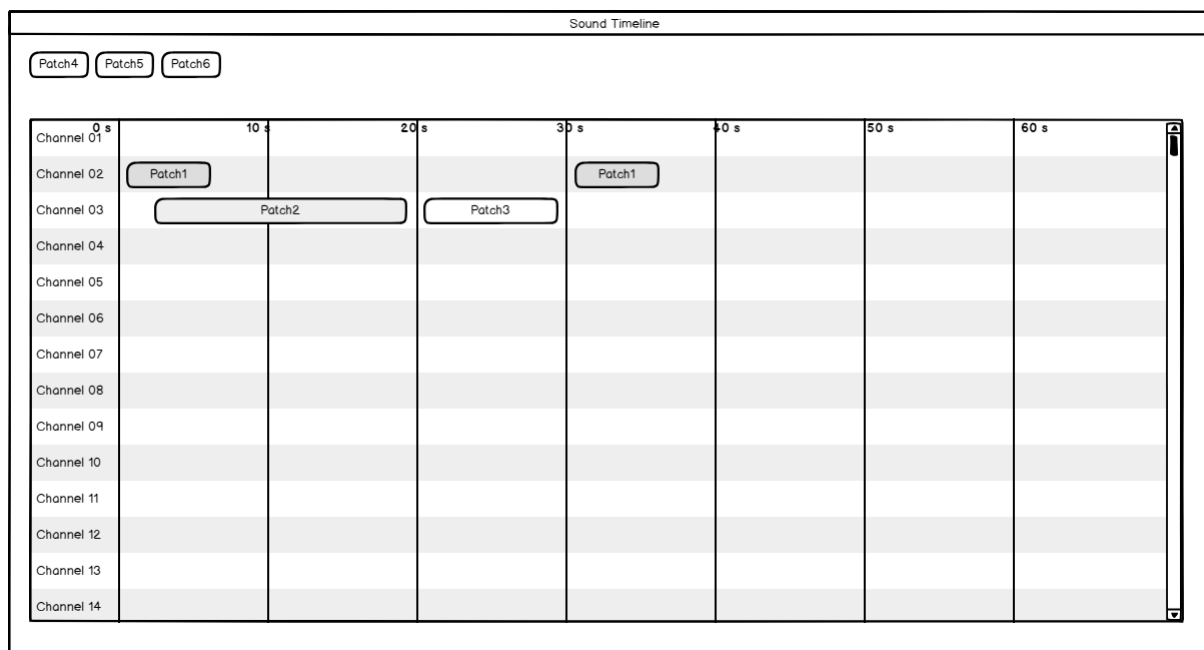 Sound Timeline
Patch4 Patch5 Patch6
0 s 10 s 20 s 30 s 40 s 50 s 60 s
Channel 01
Channel 02 Patch1 Patch1
Channel 03 Patch2 Patch3
Channel 04
Channel 05
Channel 06
Channel 07
Channel 08
Channel 09
Channel 10
Channel 11
Channel 12
Channel 13
Channel 14